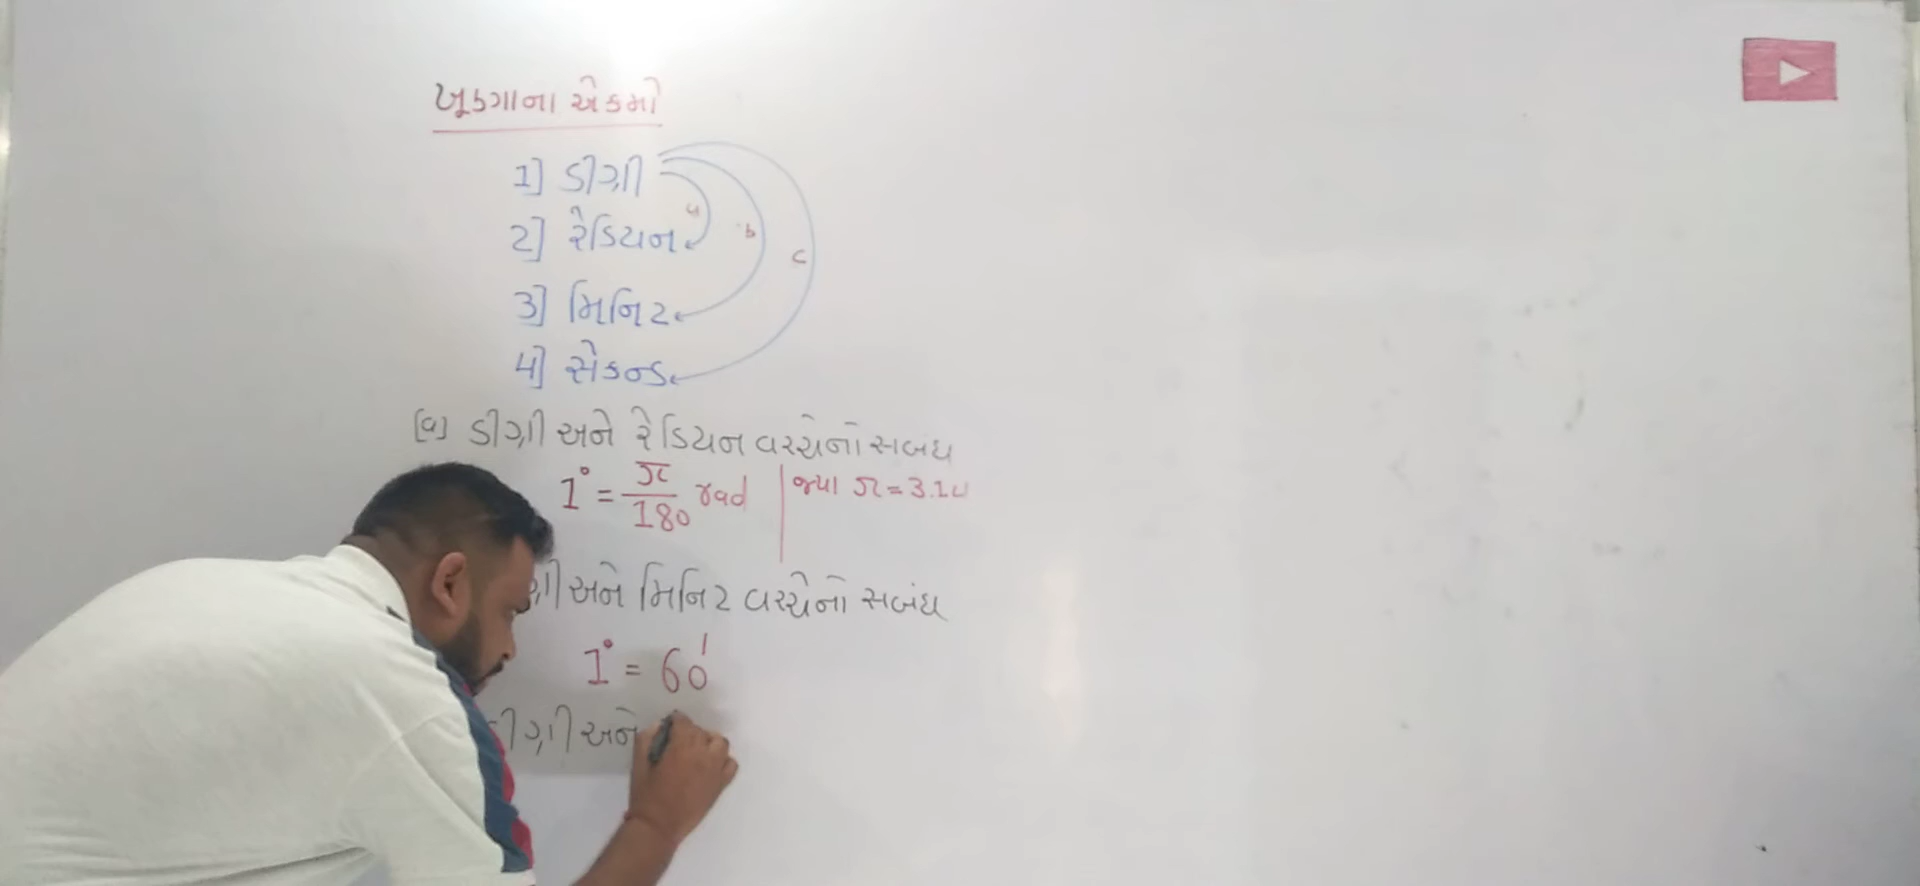 ખૂણાના એકમો
1] ડીગ્રી
2] રેડિયન
3] મિનિટ
4] સેકન્ડ
a
b
c
(a) ડીગ્રી અને રેડિયન વચ્ચેનો સબંધ
1° = π/180 rad | જ્યા π = 3.14
અને મિનિટ વચ્ચેનો સબંધ
1° = 60'
અને